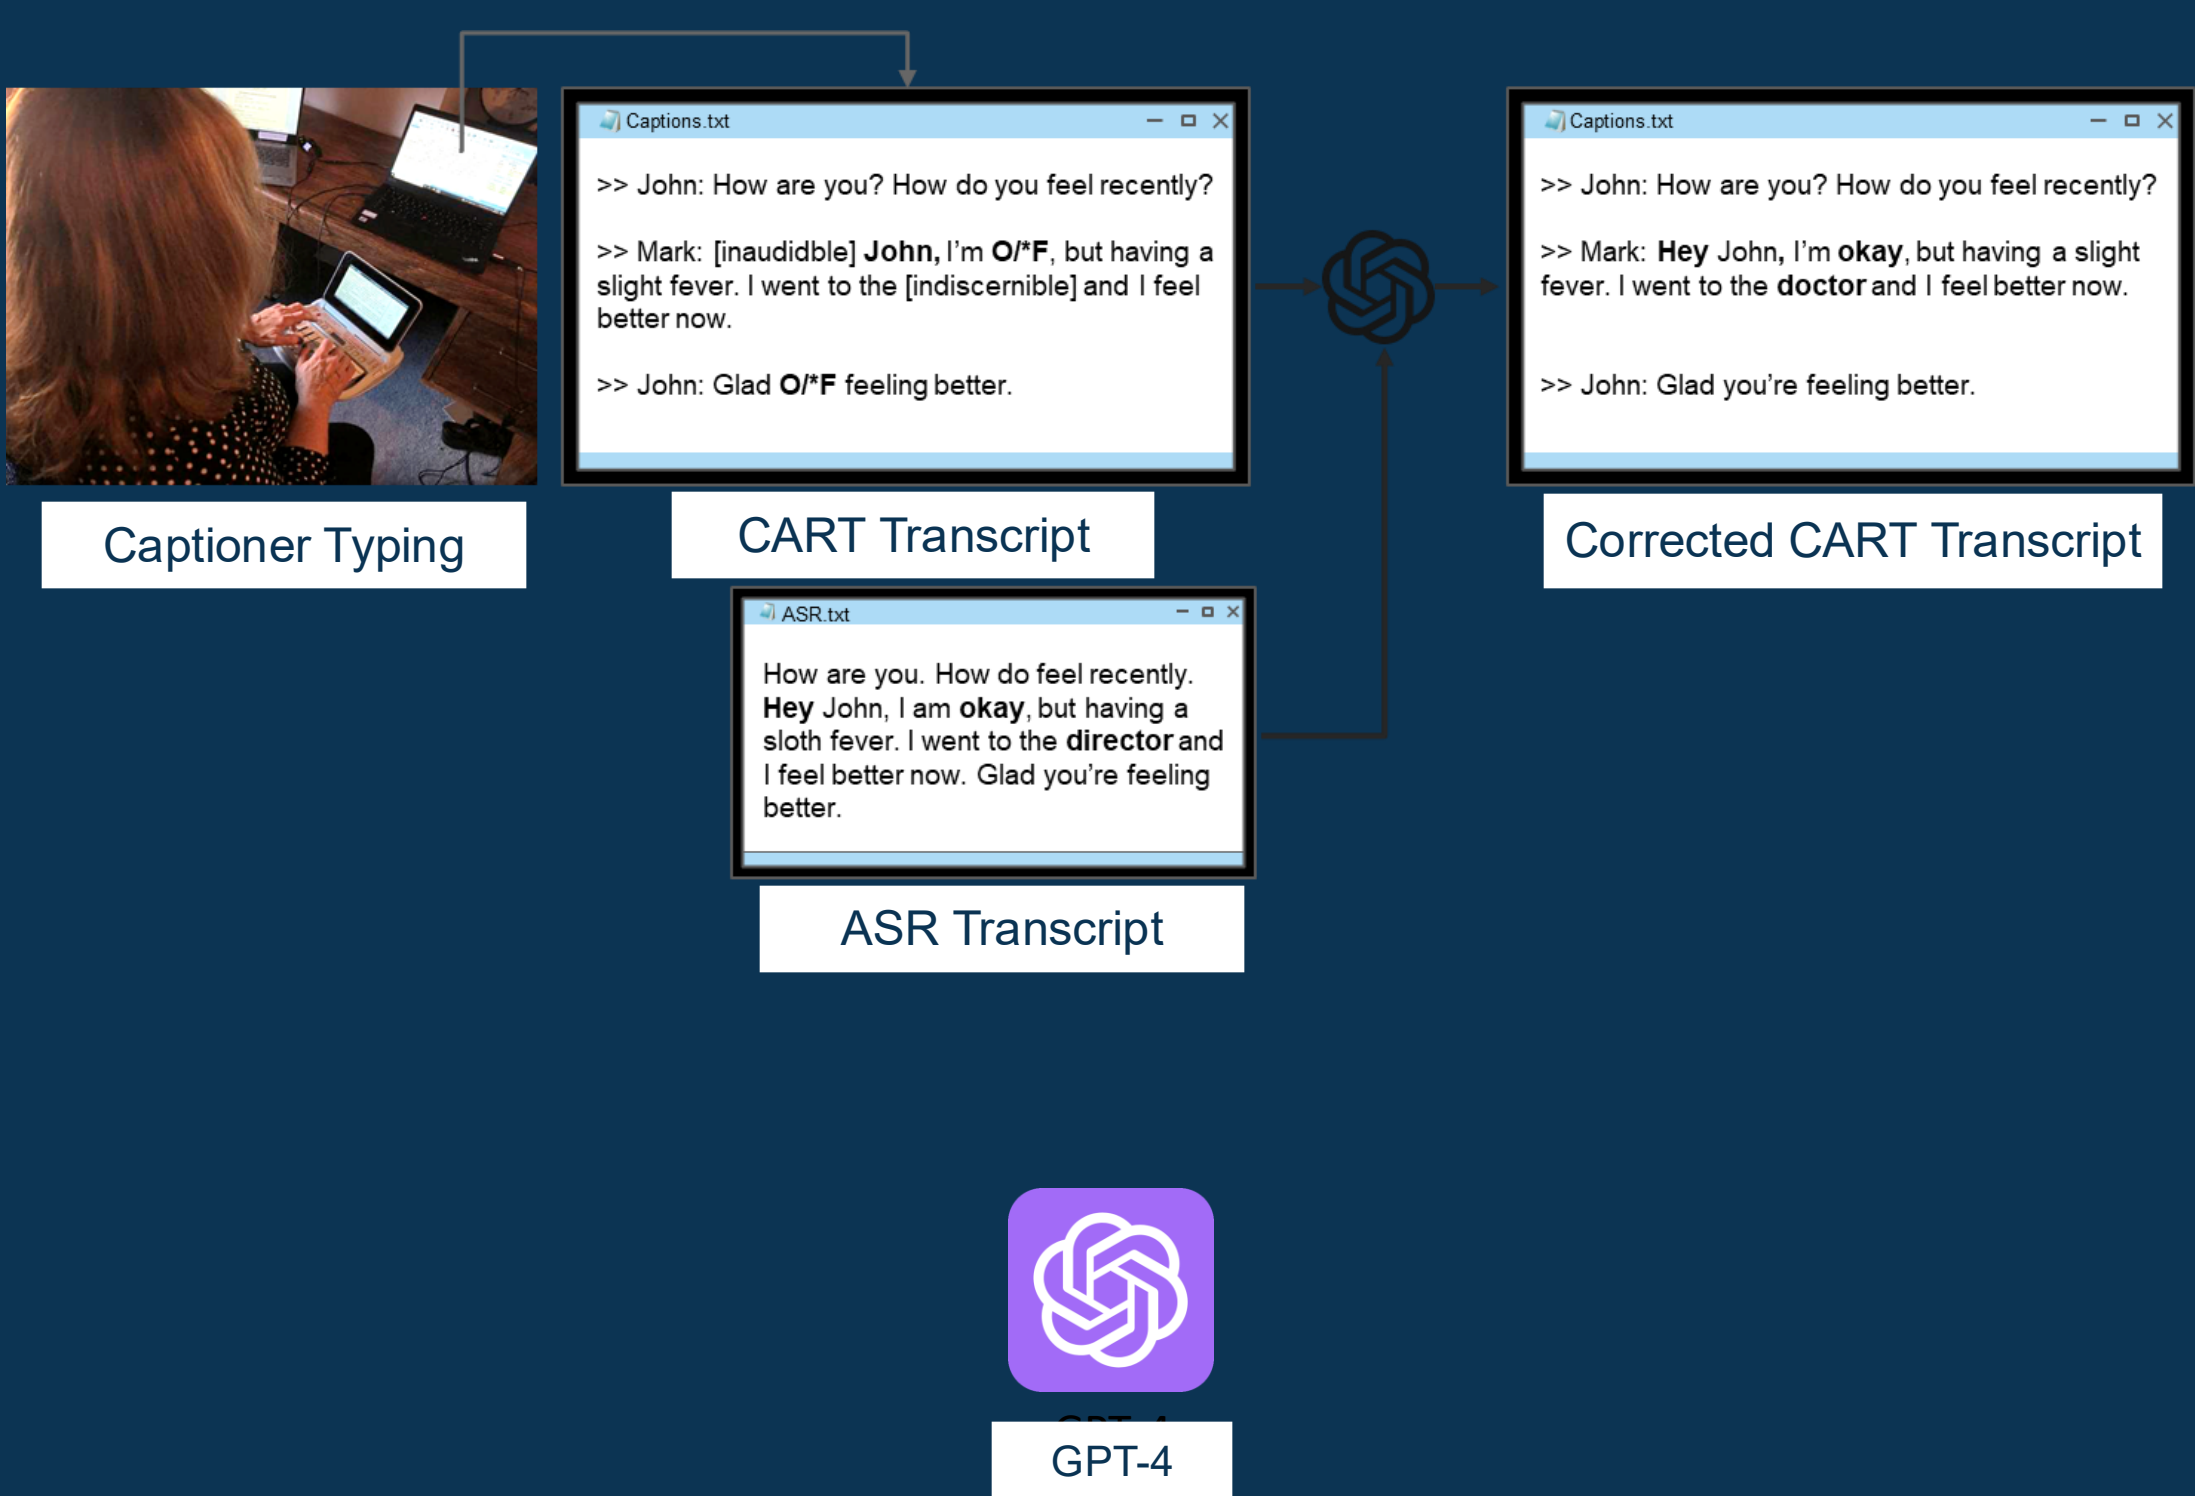 Captions.txt
>> John: How are you? How do you feel recently?
>> Mark: [inaudidble] John, I'm O/*F, but having a
slight fever. I went to the [indiscernible] and I feel
better now.
>> John: Glad O/*F feeling better.
Captioner Typing
CART Transcript
ASR.txt
How are you. How do feel recently.
Hey John, I am okay, but having a
sloth fever. I went to the director and
I feel better now. Glad you're feeling
better.
ASR Transcript
Captions.txt
>> John: How are you? How do you feel recently?
>> Mark: Hey John, I'm okay, but having a slight
fever. I went to the doctor and I feel better now.
>> John: Glad you're feeling better.
Corrected CART Transcript
GPT-4
GPT-4